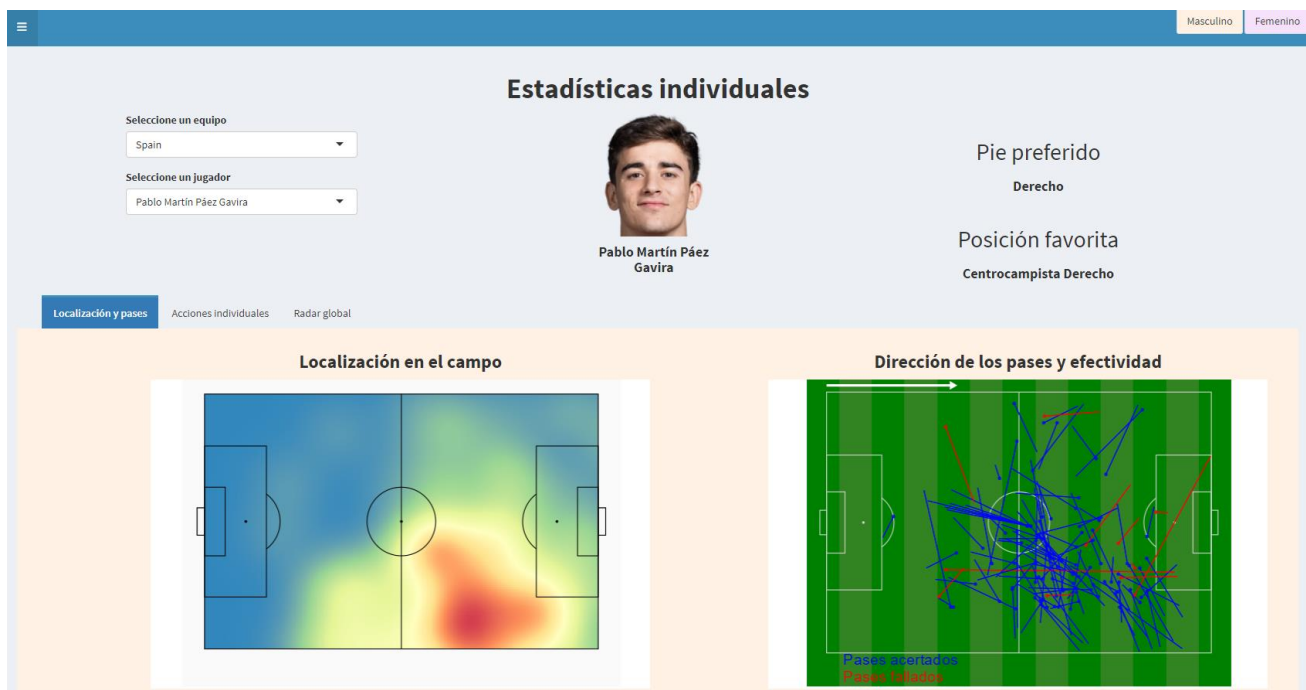 Masculino
Femenino
Estadísticas individuales
Seleccione un equipo
Spain
Seleccione un jugador
Pablo Martín Páez Gavira
Pablo Martín Páez
Gavira
Pie preferido
Derecho
Posición favorita
Centrocampista Derecho
Localización y pases
Acciones individuales
Radar global
Localización en el campo
Dirección de los pases y efectividad
Pases acertados
Pases fallados